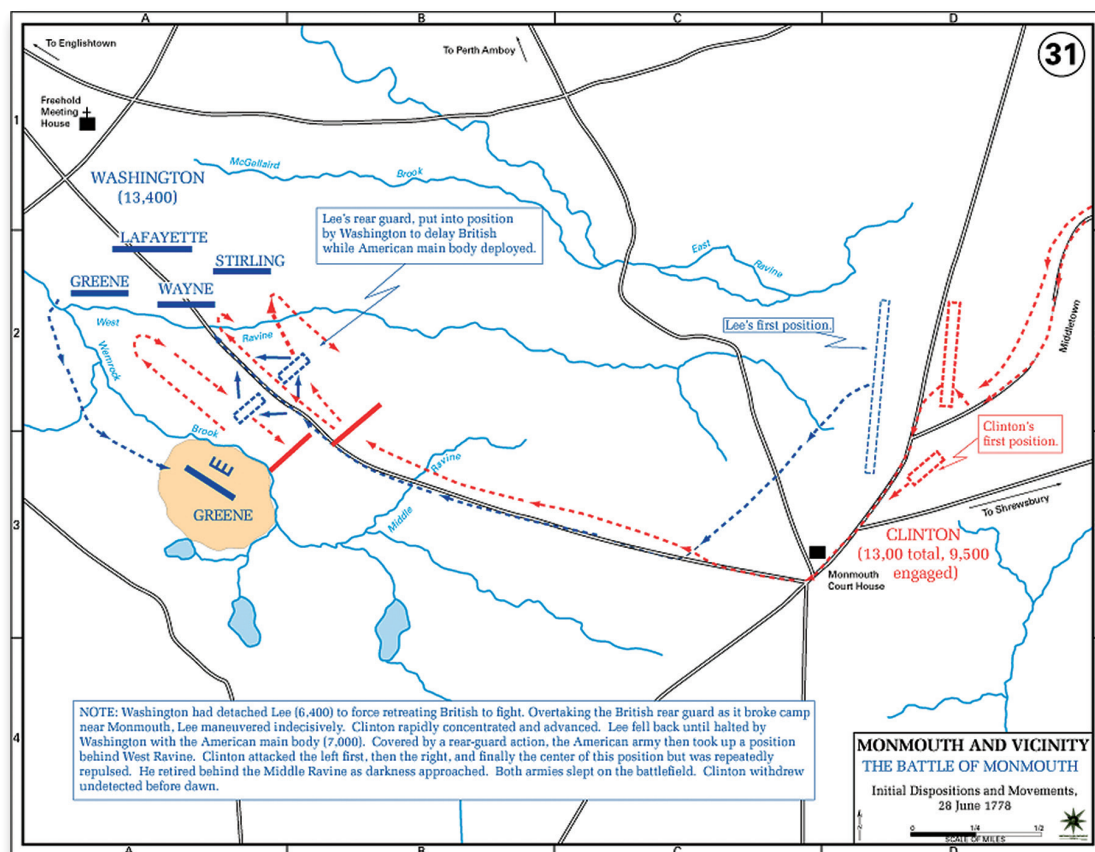 A
B
C
D
31
To Englishtown
To Perth Amboy
Freehold
Meeting
House
1
McGellaird
Brook
WASHINGTON
(13,400)
Lee's rear guard, put into position
by Washington to delay British
while American main body deployed.
LAFAYETTE
STIRLING
GREENE
WAYNE
East
Ravine
Middletown
2
West
Ravine
Wemrock
Brook
Lee's first position.
Clinton's
first position.
Ravine
Middle
E
GREENE
3
To Shrewsbury
CLINTON
(13,00 total, 9,500
engaged)
Monmouth
Court House
4
NOTE: Washington had detached Lee (6,400) to force retreating British to fight. Overtaking the British rear guard as it broke camp
near Monmouth, Lee maneuvered indecisively. Clinton rapidly concentrated and advanced. Lee fell back until halted by
Washington with the American main body (7,000). Covered by a rear-guard action, the American army then took up a position
behind West Ravine. Clinton attacked the left first, then the right, and finally the center of this position but was repeatedly
repulsed. He retired behind the Middle Ravine as darkness approached. Both armies slept on the battlefield. Clinton withdrew
undetected before dawn.
MONMOUTH AND VICINITY
THE BATTLE OF MONMOUTH
Initial Dispositions and Movements,
28 June 1778
0 1/4 1/2
SCALE OF MILES
A
B
C
D